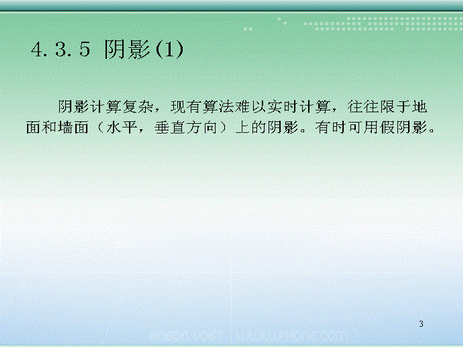 4.3.5 阴影(1)
阴影计算复杂，现有算法难以实时计算，往往限于地
面和墙面（水平，垂直方向）上的阴影。有时可用假阴影。
3